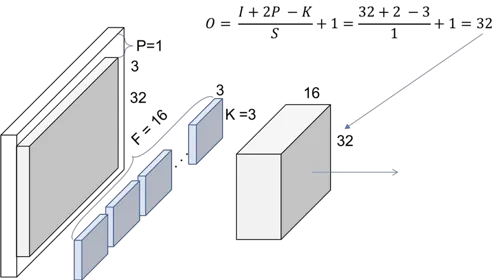 O = (I + 2P − K)/S + 1 = (32 + 2 − 3)/1 + 1 = 32
P=1
3
32
F = 16
3
K =3
...
16
32